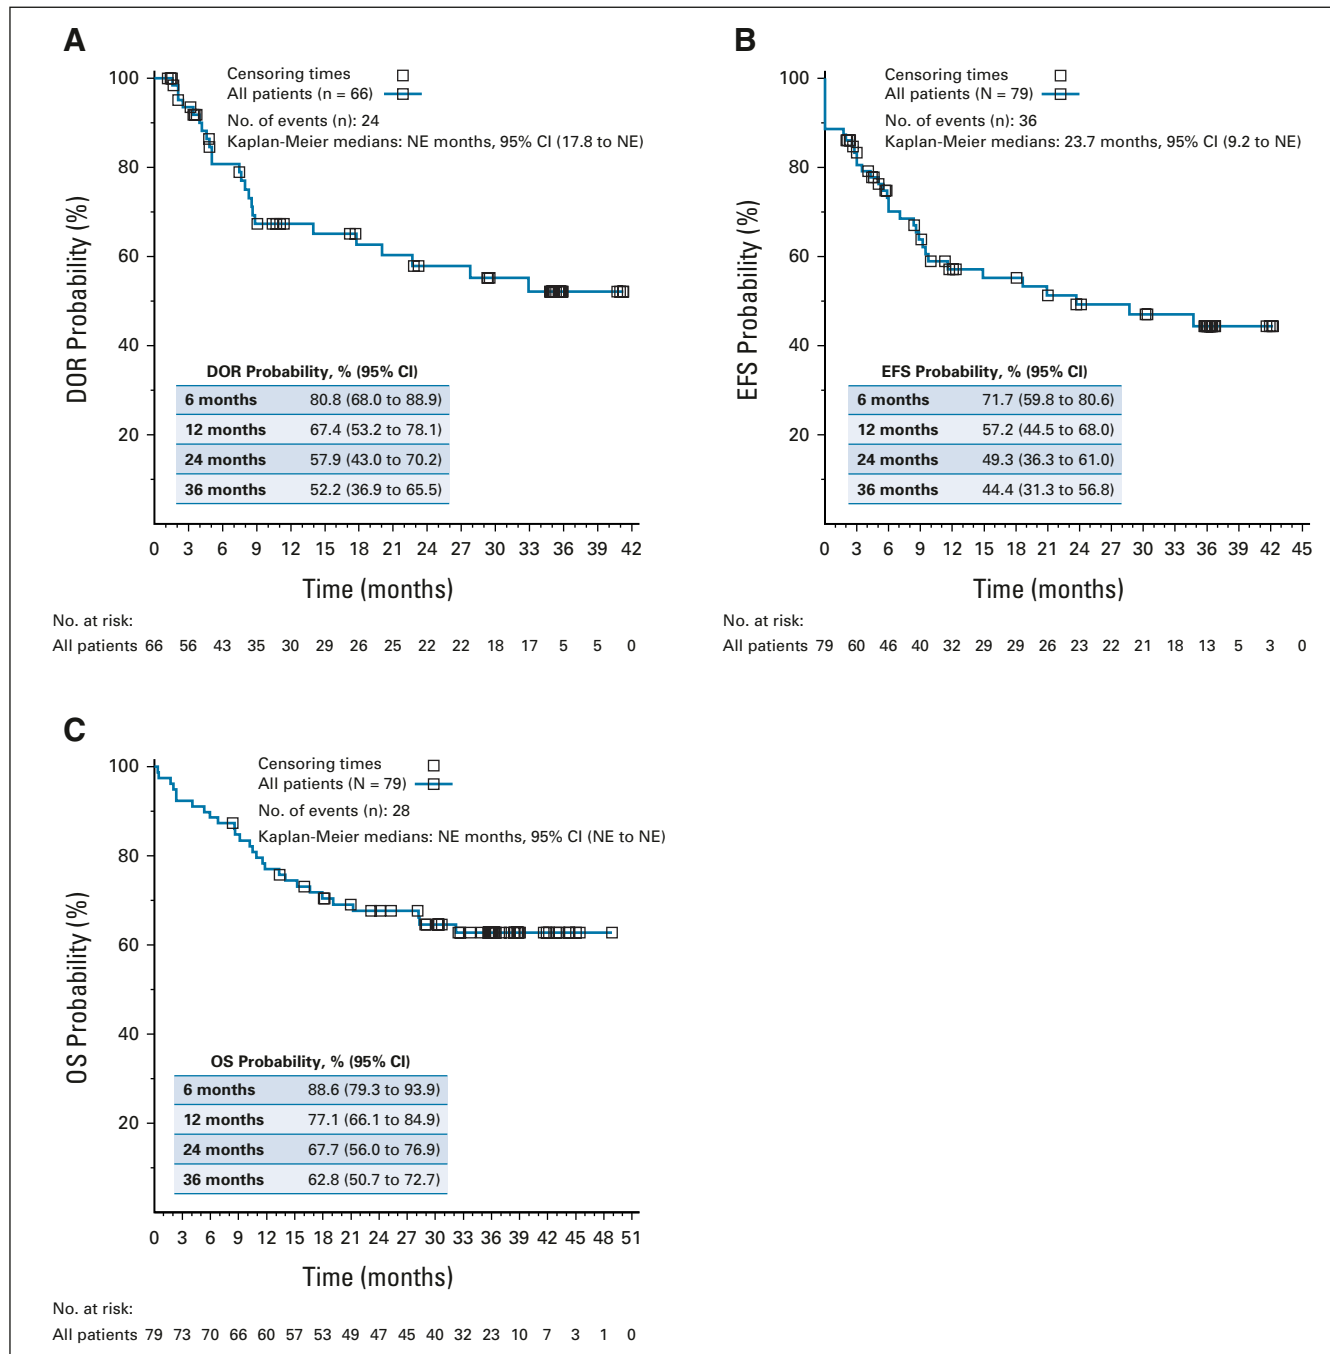 A
Censoring times
All patients (n = 66)
No. of events (n): 24
Kaplan-Meier medians: NE months, 95% CI (17.8 to NE)
100
80
60
40
20
DOR Probability (%)
DOR Probability, % (95% CI)
6 months 80.8 (68.0 to 88.9)
12 months 67.4 (53.2 to 78.1)
24 months 57.9 (43.0 to 70.2)
36 months 52.2 (36.9 to 65.5)
0 3 6 9 12 15 18 21 24 27 30 33 36 39 42
Time (months)
No. at risk:
All patients 66 56 43 35 30 29 26 25 22 22 18 17 5 5 0
B
Censoring times
All patients (N = 79)
No. of events (n): 36
Kaplan-Meier medians: 23.7 months, 95% CI (9.2 to NE)
100
80
60
40
20
EFS Probability (%)
EFS Probability, % (95% CI)
6 months 71.7 (59.8 to 80.6)
12 months 57.2 (44.5 to 68.0)
24 months 49.3 (36.3 to 61.0)
36 months 44.4 (31.3 to 56.8)
0 3 6 9 12 15 18 21 24 27 30 33 36 39 42 45
Time (months)
No. at risk:
All patients 79 60 46 40 32 29 29 26 23 22 21 18 13 5 3 0
C
Censoring times
All patients (N = 79)
No. of events (n): 28
Kaplan-Meier medians: NE months, 95% CI (NE to NE)
100
80
60
40
20
OS Probability (%)
OS Probability, % (95% CI)
6 months 88.6 (79.3 to 93.9)
12 months 77.1 (66.1 to 84.9)
24 months 67.7 (56.0 to 76.9)
36 months 62.8 (50.7 to 72.7)
0 3 6 9 12 15 18 21 24 27 30 33 36 39 42 45 48 51
Time (months)
No. at risk:
All patients 79 73 70 66 60 57 53 49 47 45 40 32 23 10 7 3 1 0